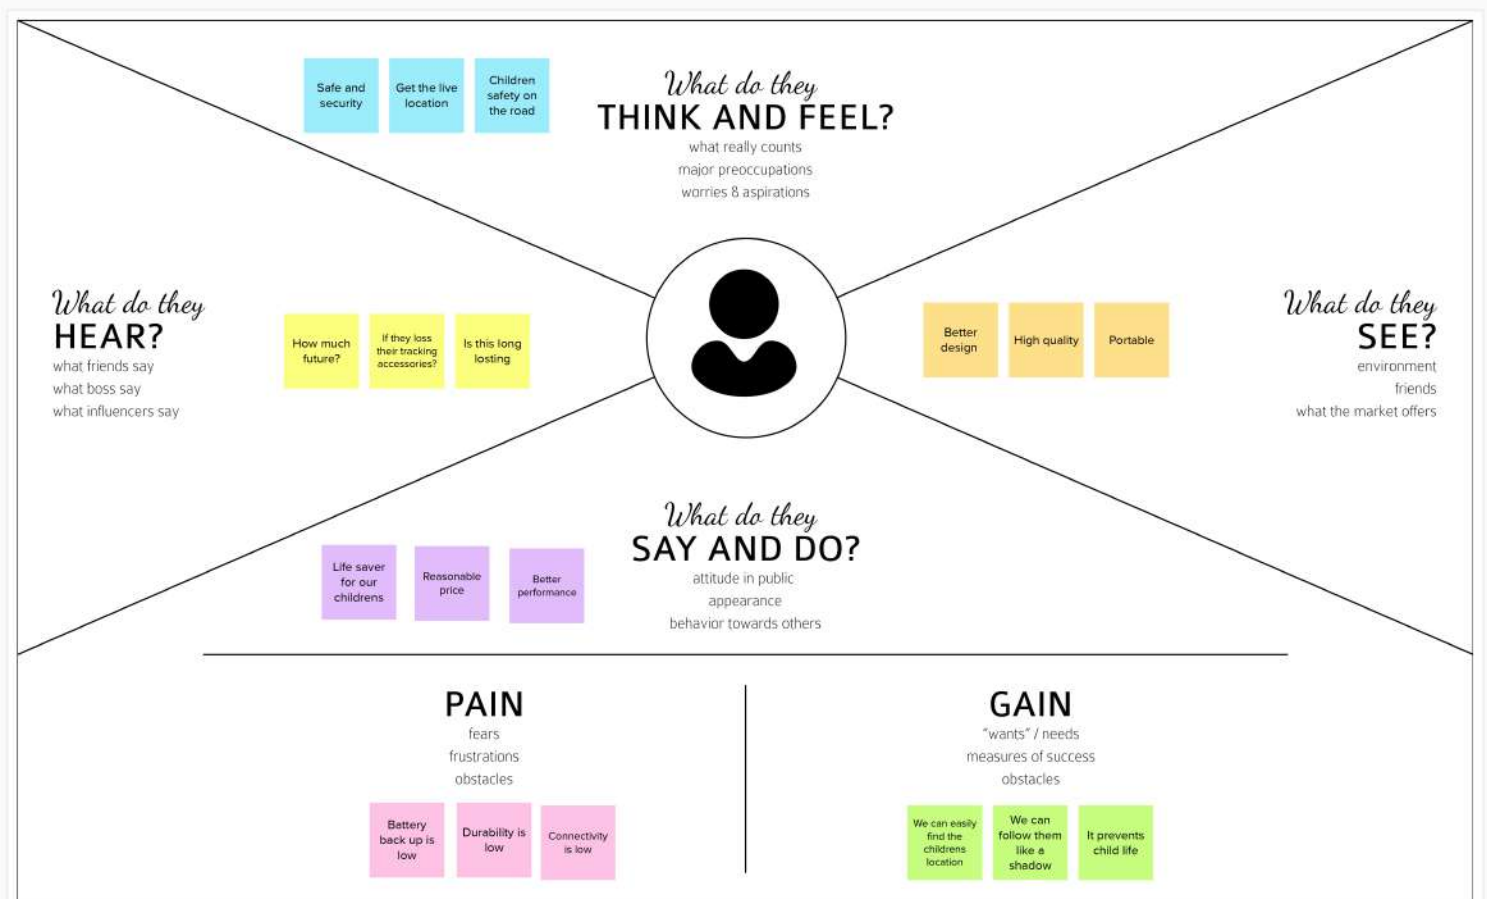 Safe and
security
Get the live
location
Children
safety on
the road
What do they
THINK AND FEEL?
what really counts
major preoccupations
worries & aspirations
What do they
HEAR?
what friends say
what boss say
what influencers say
How much
future?
If they loss
their tracking
accessories?
Is this long
losting
Better
design
High quality
Portable
What do they
SEE?
environment
friends
what the market offers
Life saver
for our
childrens
Reasonable
price
Better
performance
What do they
SAY AND DO?
attitude in public
appearance
behavior towards others
PAIN
fears
frustrations
obstacles
Battery
back up is
low
Durability is
low
Connectivity
is low
GAIN
"wants" / needs
measures of success
obstacles
We can easily
find the
childrens
location
We can
follow them
like a
shadow
It prevents
child life